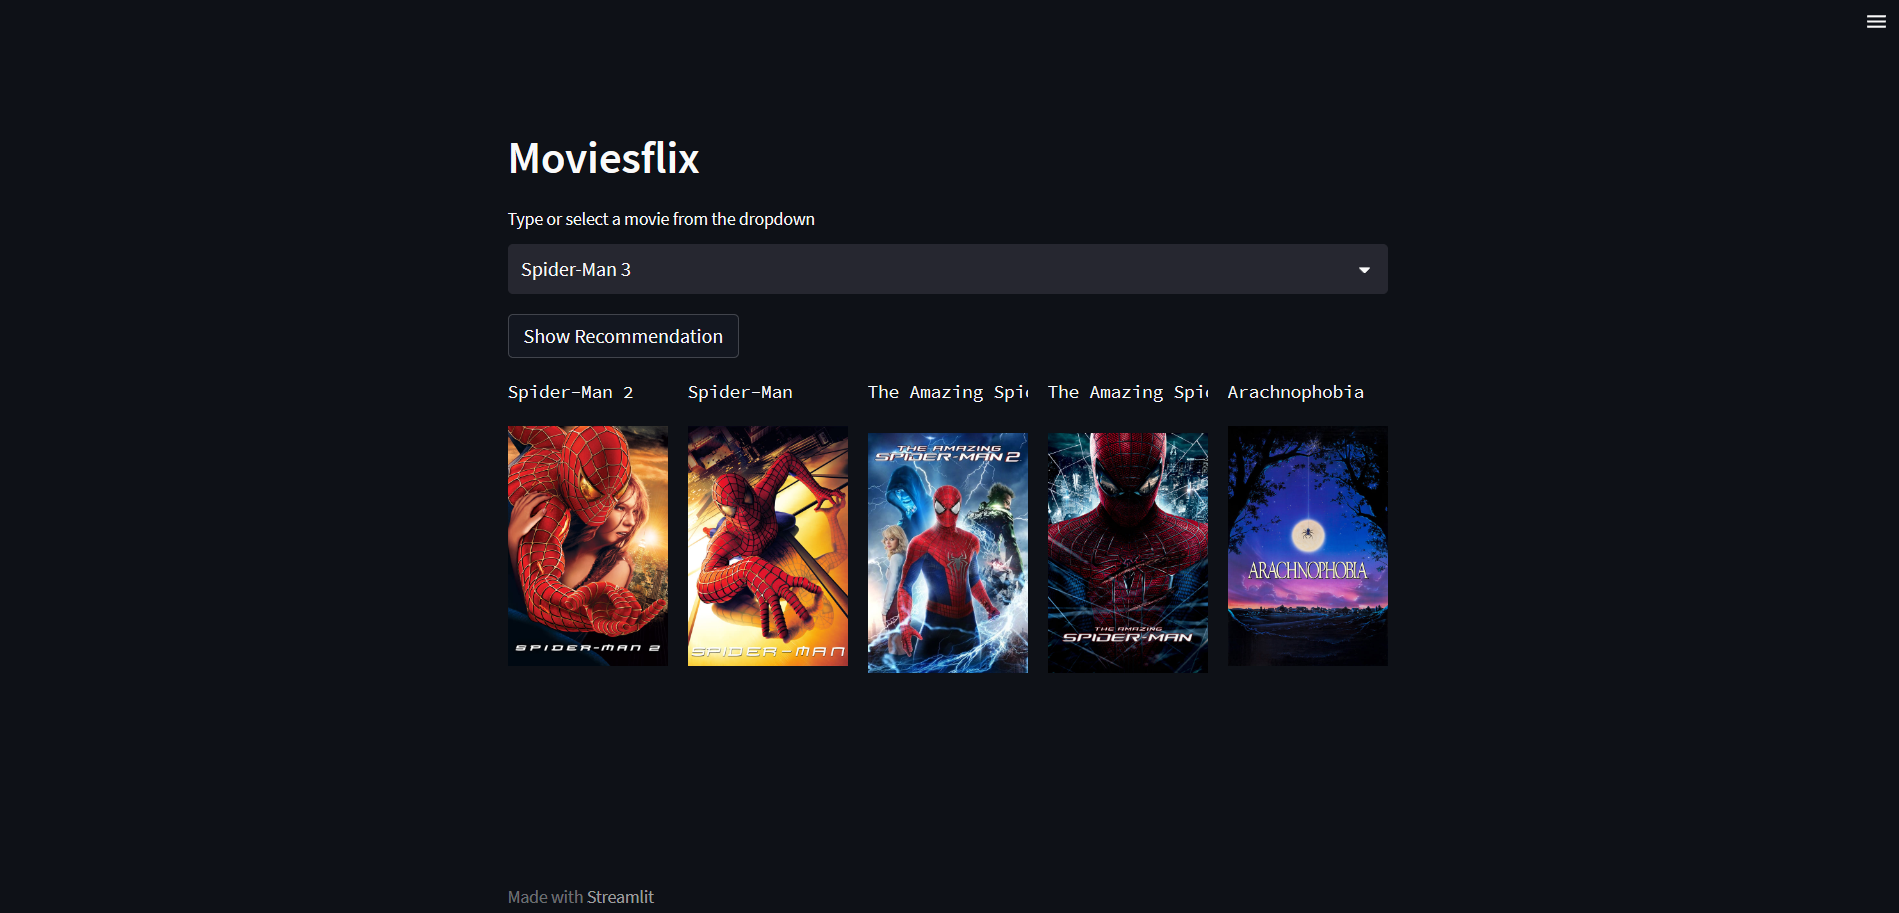 Moviesflix
Type or select a movie from the dropdown
Spider-Man 3
Show Recommendation
Spider-Man 2
Spider-Man
The Amazing Spi
The Amazing Spi
Arachnophobia
SPIDER-MAN 2
SPIDER-MAN
THE AMAZING
SPIDER-MAN 2
THE AMAZING
SPIDER-MAN
ARACHNOPHOBIA
Made with Streamlit